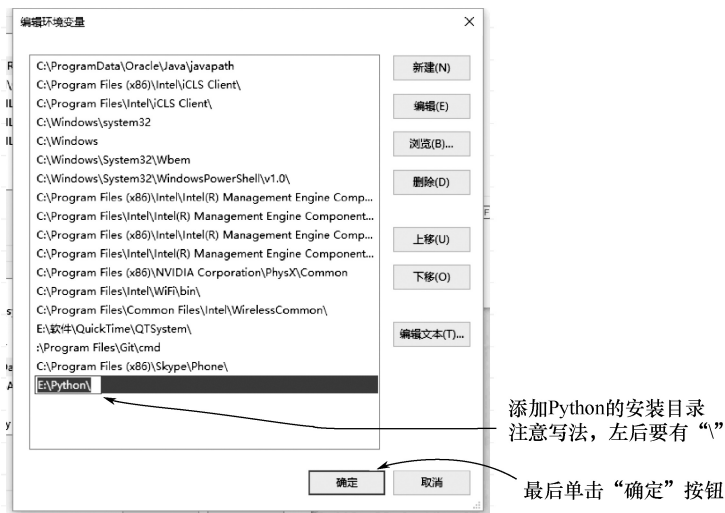 编辑环境变量
C:\ProgramData\Oracle\Java\javapath
C:\Program Files (x86)\Intel\iCLS Client\
C:\Program Files\Intel\iCLS Client\
C:\Windows\system32
C:\Windows
C:\Windows\System32\Wbem
C:\Windows\System32\WindowsPowerShell\v1.0\
C:\Program Files (x86)\Intel\Intel(R) Management Engine Comp...
C:\Program Files\Intel\Intel(R) Management Engine Component...
C:\Program Files (x86)\Intel\Intel(R) Management Engine Comp...
C:\Program Files\Intel\Intel(R) Management Engine Component...
C:\Program Files (x86)\NVIDIA Corporation\PhysX\Common
C:\Program Files\Intel\WiFi\bin\
C:\Program Files\Common Files\Intel\WirelessCommon\
E:\软件\QuickTime\QTSystem\
:\Program Files\Git\cmd
C:\Program Files (x86)\Skype\Phone\
E:\Python\
新建(N)
编辑(E)
浏览(B)...
删除(D)
上移(U)
下移(O)
编辑文本(T)...
添加Python的安装目录
注意写法，左后要有“\”
确定
取消
最后单击“确定”按钮